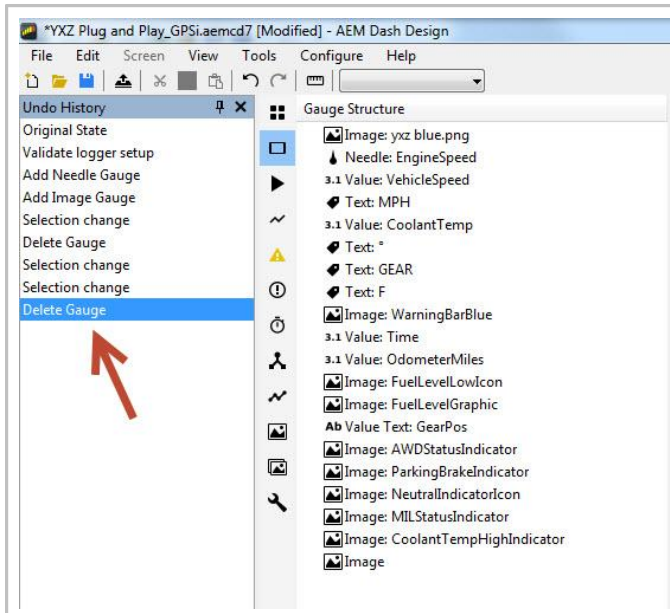 *YXZ Plug and Play_GPSi.aemcd7 [Modified] - AEM Dash Design
File Edit Screen View Tools Configure Help
Undo History
Original State
Validate logger setup
Add Needle Gauge
Add Image Gauge
Selection change
Delete Gauge
Selection change
Selection change
Delete Gauge
Gauge Structure
Image: yxz blue.png
Needle: EngineSpeed
3.1 Value: VehicleSpeed
Text: MPH
3.1 Value: CoolantTemp
Text: °
Text: GEAR
Text: F
Image: WarningBarBlue
3.1 Value: Time
3.1 Value: OdometerMiles
Image: FuelLevelLowIcon
Image: FuelLevelGraphic
Ab Value Text: GearPos
Image: AWDStatusIndicator
Image: ParkingBrakeIndicator
Image: NeutralIndicatorIcon
Image: MILStatusIndicator
Image: CoolantTempHighIndicator
Image